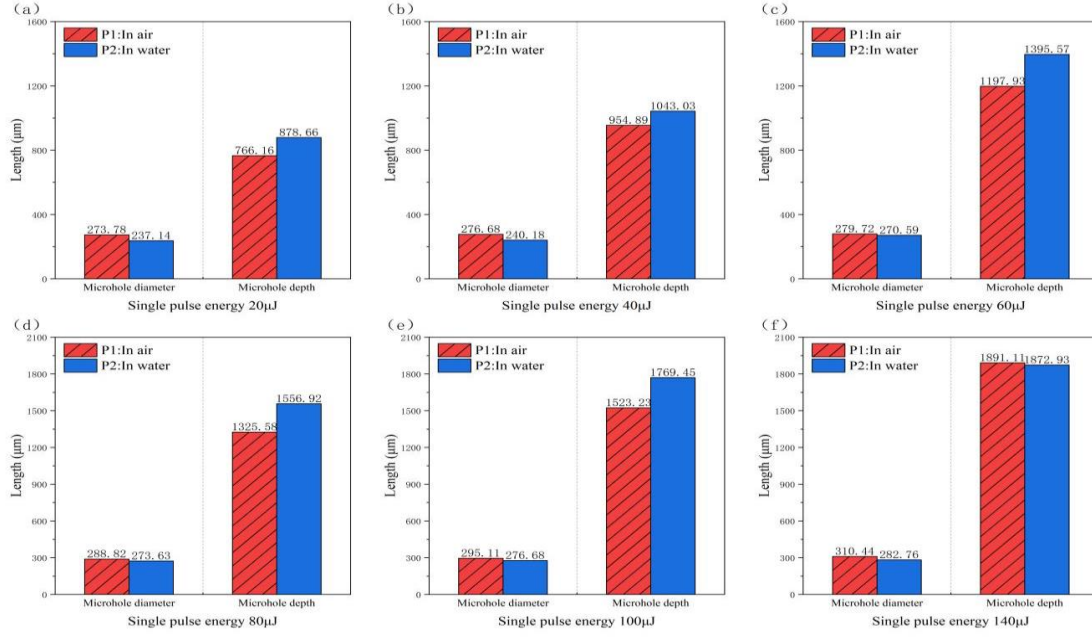 (a)
1600
1200
800
400
0
Length (μm)
P1:In air
P2:In water
273.78
237.14
766.16
878.66
Microhole diameter
Microhole depth
Single pulse energy 20μJ
(b)
1600
1200
800
400
0
Length (μm)
P1:In air
P2:In water
276.68
240.18
954.89
1043.03
Microhole diameter
Microhole depth
Single pulse energy 40μJ
(c)
1600
1200
800
400
0
Length (μm)
P1:In air
P2:In water
279.72
270.59
1197.93
1395.57
Microhole diameter
Microhole depth
Single pulse energy 60μJ
(d)
2100
1800
1500
1200
900
600
300
0
Length (μm)
P1:In air
P2:In water
288.82
273.63
1325.58
1556.92
Microhole diameter
Microhole depth
Single pulse energy 80μJ
(e)
2100
1800
1500
1200
900
600
300
0
Length (μm)
P1:In air
P2:In water
295.11
276.68
1523.23
1769.45
Microhole diameter
Microhole depth
Single pulse energy 100μJ
(f)
2100
1800
1500
1200
900
600
300
0
Length (μm)
P1:In air
P2:In water
310.44
282.76
1891.11
1872.93
Microhole diameter
Microhole depth
Single pulse energy 140μJ